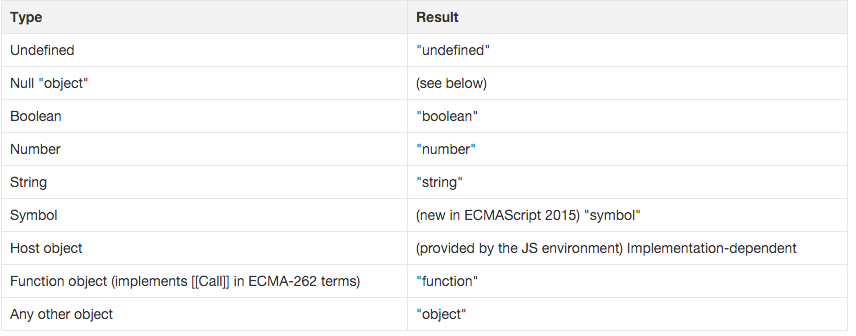 Type Result
Undefined "undefined"
Null "object" (see below)
Boolean "boolean"
Number "number"
String "string"
Symbol (new in ECMAScript 2015) "symbol"
Host object (provided by the JS environment) Implementation-dependent
Function object (implements [[Call]] in ECMA-262 terms) "function"
Any other object "object"